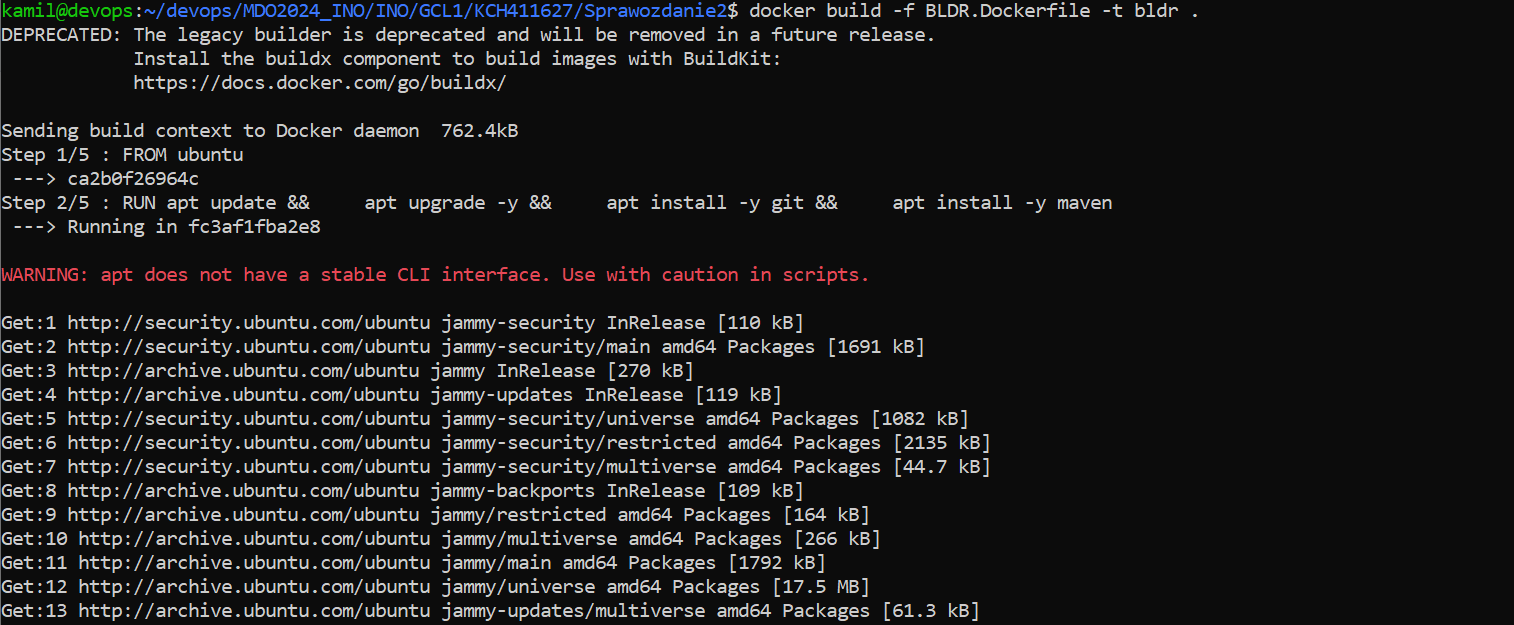 kamil@devops:~/devops/MDO2024_INO/INO/GCL1/KCH411627/Sprawozdanie2$ docker build -f BLDR.Dockerfile -t bldr .
DEPRECATED: The legacy builder is deprecated and will be removed in a future release.
            Install the buildx component to build images with BuildKit:
            https://docs.docker.com/go/buildx/

Sending build context to Docker daemon  762.4kB
Step 1/5 : FROM ubuntu
 ---> ca2b0f26964c
Step 2/5 : RUN apt update &&     apt upgrade -y &&     apt install -y git &&     apt install -y maven
 ---> Running in fc3af1fba2e8

WARNING: apt does not have a stable CLI interface. Use with caution in scripts.

Get:1 http://security.ubuntu.com/ubuntu jammy-security InRelease [110 kB]
Get:2 http://security.ubuntu.com/ubuntu jammy-security/main amd64 Packages [1691 kB]
Get:3 http://archive.ubuntu.com/ubuntu jammy InRelease [270 kB]
Get:4 http://archive.ubuntu.com/ubuntu jammy-updates InRelease [119 kB]
Get:5 http://security.ubuntu.com/ubuntu jammy-security/universe amd64 Packages [1082 kB]
Get:6 http://security.ubuntu.com/ubuntu jammy-security/restricted amd64 Packages [2135 kB]
Get:7 http://security.ubuntu.com/ubuntu jammy-security/multiverse amd64 Packages [44.7 kB]
Get:8 http://archive.ubuntu.com/ubuntu jammy-backports InRelease [109 kB]
Get:9 http://archive.ubuntu.com/ubuntu jammy/restricted amd64 Packages [164 kB]
Get:10 http://archive.ubuntu.com/ubuntu jammy/multiverse amd64 Packages [266 kB]
Get:11 http://archive.ubuntu.com/ubuntu jammy/main amd64 Packages [1792 kB]
Get:12 http://archive.ubuntu.com/ubuntu jammy/universe amd64 Packages [17.5 MB]
Get:13 http://archive.ubuntu.com/ubuntu jammy-updates/multiverse amd64 Packages [61.3 kB]